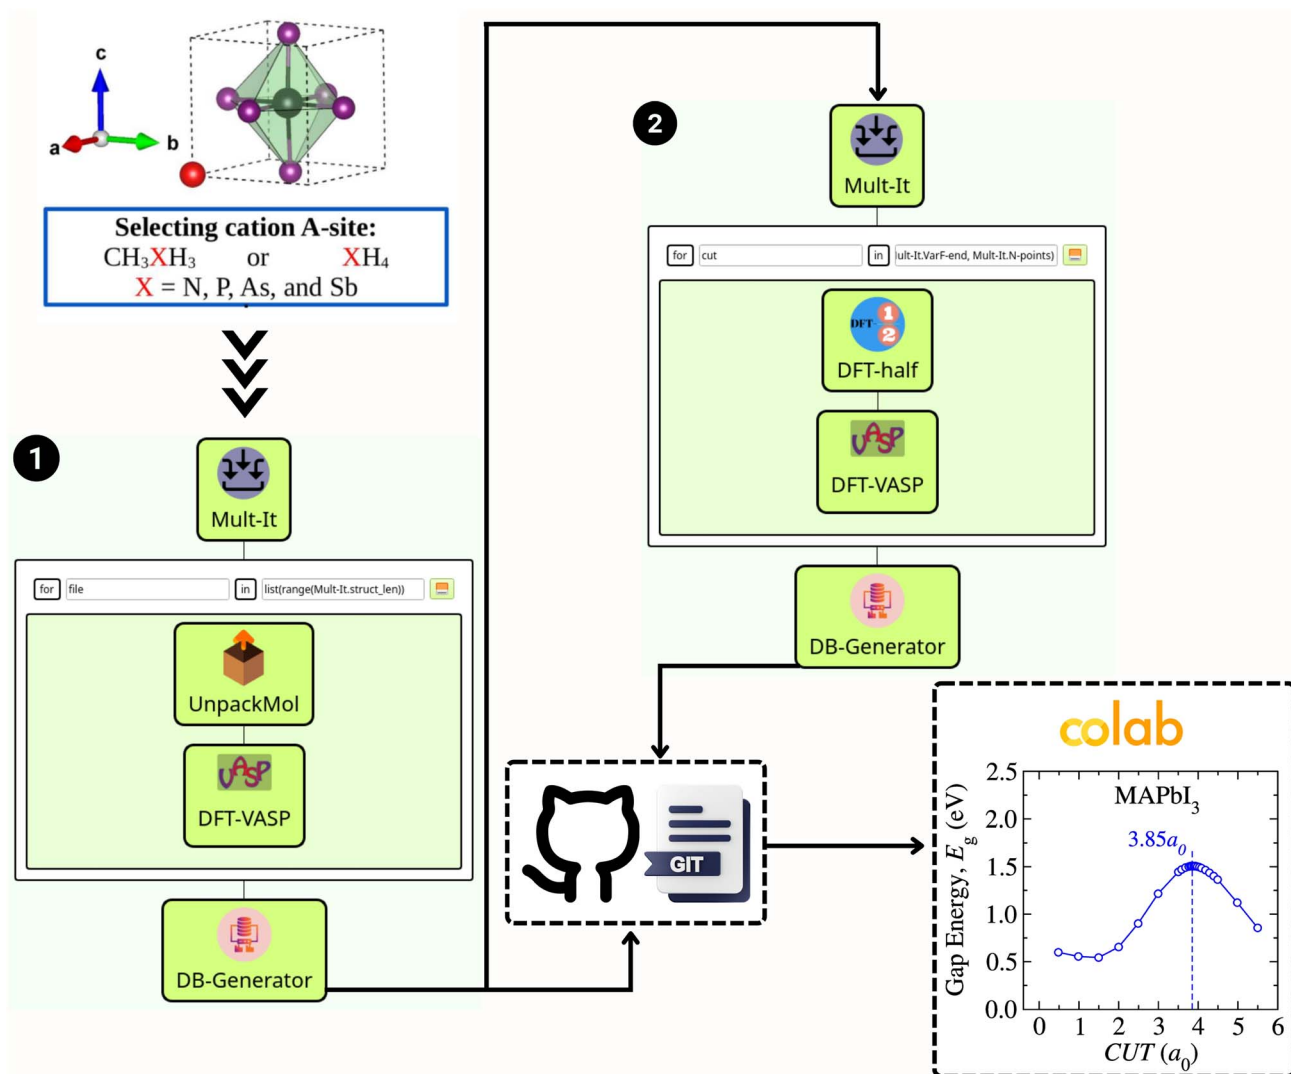 c
a
b
Selecting cation A-site:
CH₃XH₃ or XH₄
X = N, P, As, and Sb
1
Mult-It
for file in list(range(Mult-It.struct_len))
UnpackMol
VASP
DFT-VASP
DB-Generator
2
Mult-It
for cut in ult-It.VarF-end, Mult-It.N-points)
DFT- 1 2
DFT-half
VASP
DFT-VASP
DB-Generator
GIT
colab
MAPbI₃
3.85a₀
Gap Energy, E_g (eV)
2.5
2.0
1.5
1.0
0.5
0.0
0 1 2 3 4 5 6
CUT (a₀)